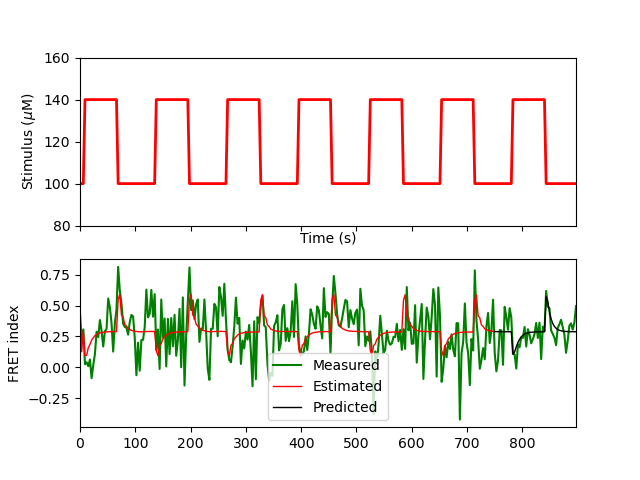 160
140
120
100
80
Stimulus (μM)
Time (s)
0.75
0.50
0.25
0.00
−0.25
FRET index
Measured
Estimated
Predicted
0 100 200 300 400 500 600 700 800